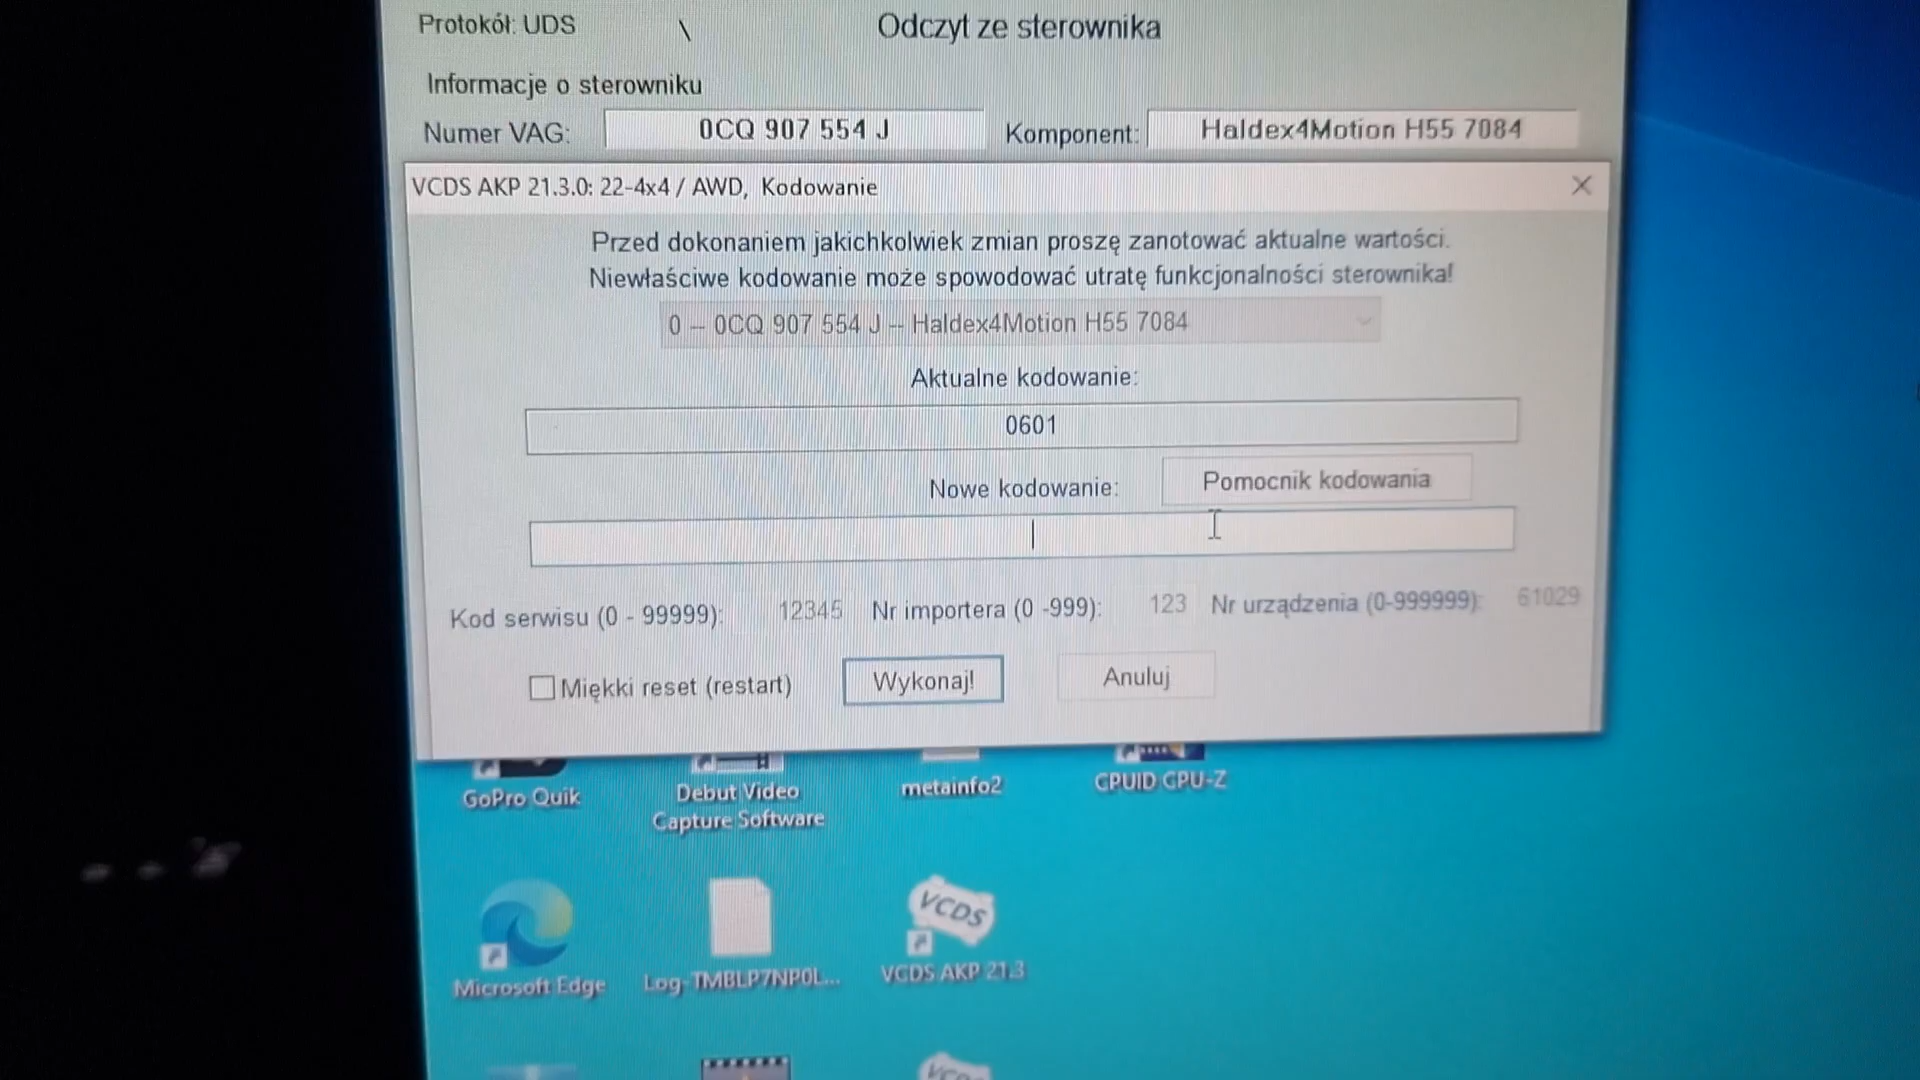 Protokół: UDS
\
Odczyt ze sterownika
Informacje o sterowniku
Numer VAG:
0CQ 907 554 J
Komponent:
Haldex4Motion H55 7084
VCDS AKP 21.3.0: 22-4x4 / AWD, Kodowanie
Przed dokonaniem jakichkolwiek zmian proszę zanotować aktualne wartości.
Niewłaściwe kodowanie może spowodować utratę funkcjonalności sterownika!
0 -- 0CQ 907 554 J -- Haldex4Motion H55 7084
Aktualne kodowanie:
0601
Nowe kodowanie:
Pomocnik kodowania
Kod serwisu (0 - 99999):
12345
Nr importera (0 -999):
123
Nr urządzenia (0-999999):
61029
Miękki reset (restart)
Wykonaj!
Anuluj
GoPro Quik
Debut Video
Capture Software
metainfo2
CPUID GPU-Z
VCDS
Microsoft Edge
Log-TMBLP7NP0L...
VCDS AKP 21.3